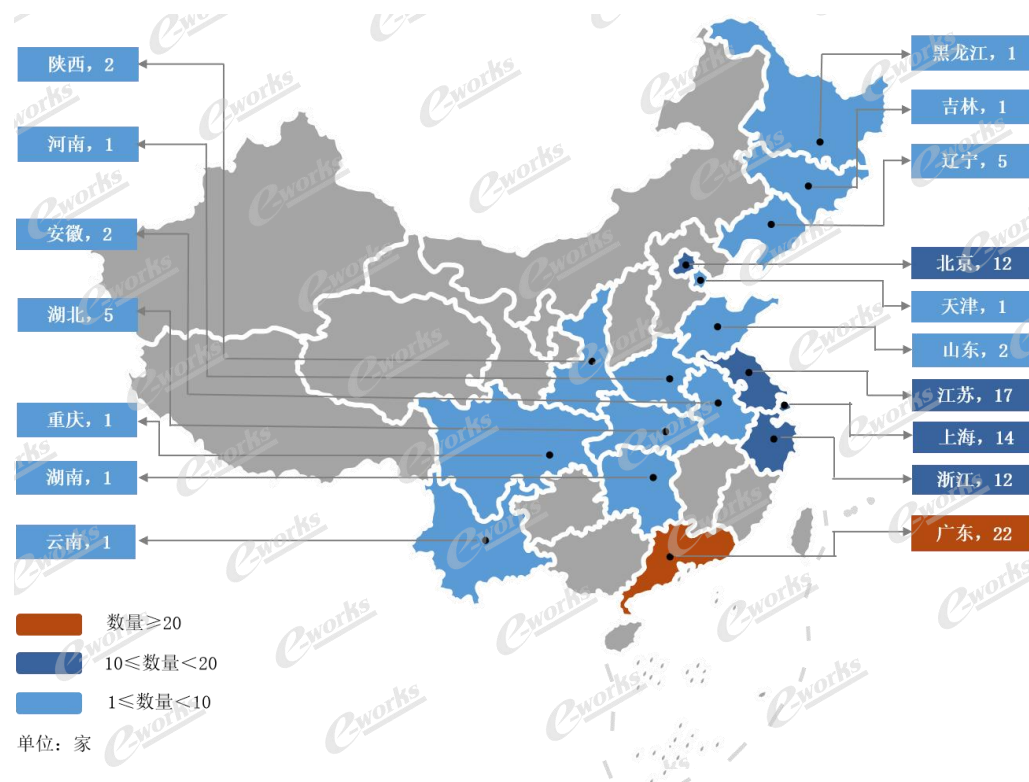 陕西，2
河南，1
安徽，2
湖北，5
重庆，1
湖南，1
云南，1
黑龙江，1
吉林，1
辽宁，5
北京，12
天津，1
山东，2
江苏，17
上海，14
浙江，12
广东，22
数量≥20
10≤数量<20
1≤数量<10
单位：家
e-works